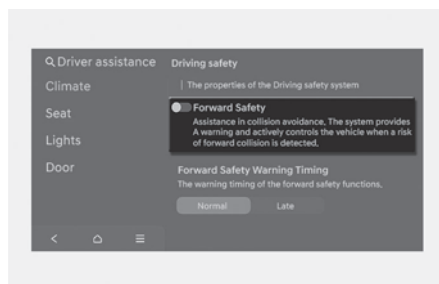 Driver assistance
Climate
Seat
Lights
Door
Driving safety
The properties of the Driving safety system
Forward Safety
Assistance in collision avoidance, The system provides
A warning and actively controls the vehicle when a risk
of forward collision is detected,
Forward Safety Warning Timing
The warning timing of the forward safety functions,
Normal
Late